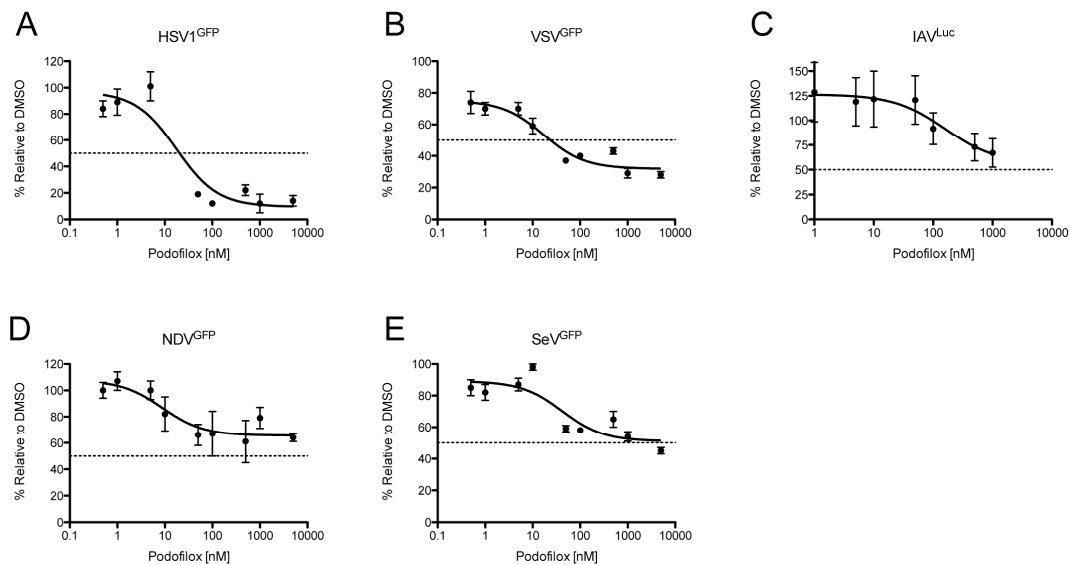 A
HSV1GFP
% Relative to DMSO
120
100
80
60
40
20
0
0.1 1 10 100 1000 10000
Podofilox [nM]
B
VSVGFP
% Relative to DMSO
100
80
60
40
20
0
0.1 1 10 100 1000 10000
Podofilox [nM]
C
IAVLuc
% Relative to DMSO
150
125
100
75
50
25
0
1 10 100 1000 10000
Podofilox [nM]
D
NDVGFP
% Relative to DMSO
120
100
80
60
40
20
0
0.1 1 10 100 1000 10000
Podofilox [nM]
E
SeVGFP
% Relative to DMSO
100
80
60
40
20
0
0.1 1 10 100 1000 10000
Podofilox [nM]